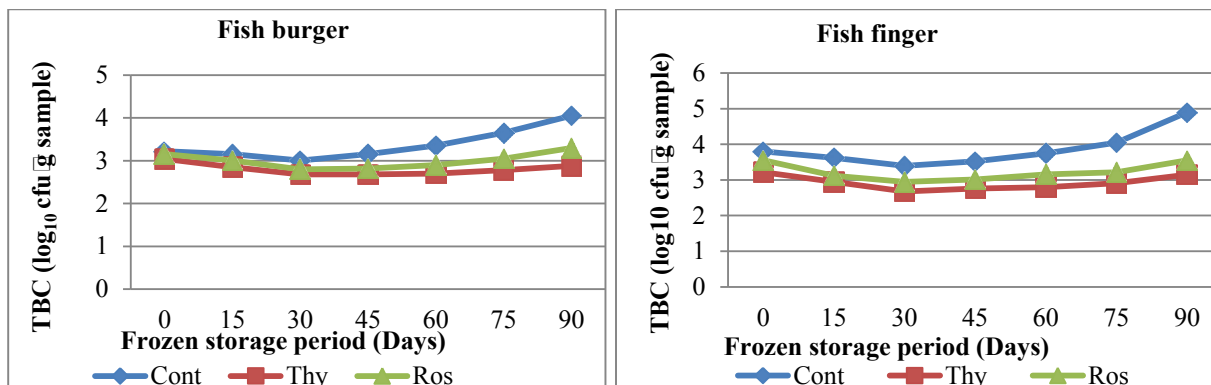 Fish burger
TBC (log10 cfu□g sample)
5
4
3
2
1
0
0 15 30 45 60 75 90
Frozen storage period (Days)
Cont Thy Ros
Fish finger
TBC (log10 cfu□g sample)
6
5
4
3
2
1
0
0 15 30 45 60 75 90
Frozen storage period (Days)
Cont Thy Ros